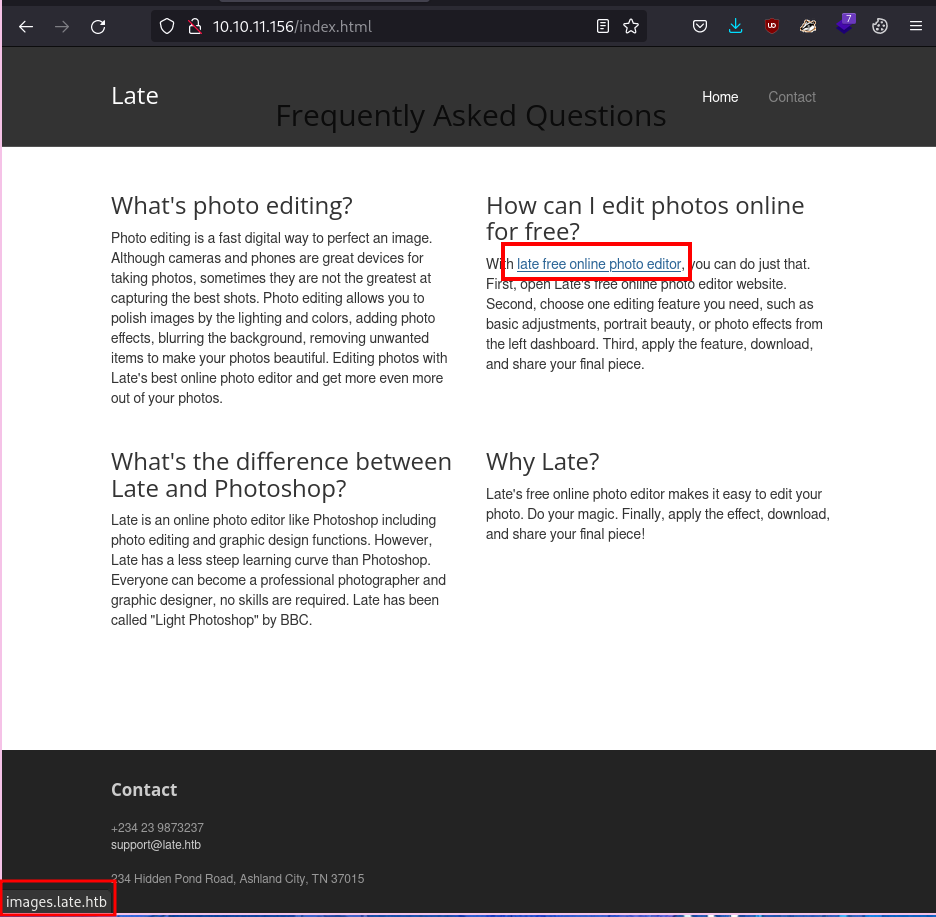 10.10.11.156/index.html
7
Late
Home
Contact
Frequently Asked Questions
What's photo editing?
Photo editing is a fast digital way to perfect an image.
Although cameras and phones are great devices for
taking photos, sometimes they are not the greatest at
capturing the best shots. Photo editing allows you to
polish images by the lighting and colors, adding photo
effects, blurring the background, removing unwanted
items to make your photos beautiful. Editing photos with
Late's best online photo editor and get more even more
out of your photos.
How can I edit photos online
for free?
With late free online photo editor, you can do just that.
First, open Late's free online photo editor website.
Second, choose one editing feature you need, such as
basic adjustments, portrait beauty, or photo effects from
the left dashboard. Third, apply the feature, download,
and share your final piece.
What's the difference between
Late and Photoshop?
Late is an online photo editor like Photoshop including
photo editing and graphic design functions. However,
Late has a less steep learning curve than Photoshop.
Everyone can become a professional photographer and
graphic designer, no skills are required. Late has been
called "Light Photoshop" by BBC.
Why Late?
Late's free online photo editor makes it easy to edit your
photo. Do your magic. Finally, apply the effect, download,
and share your final piece!
Contact
+234 23 9873237
support@late.htb
234 Hidden Pond Road, Ashland City, TN 37015
images.late.htb